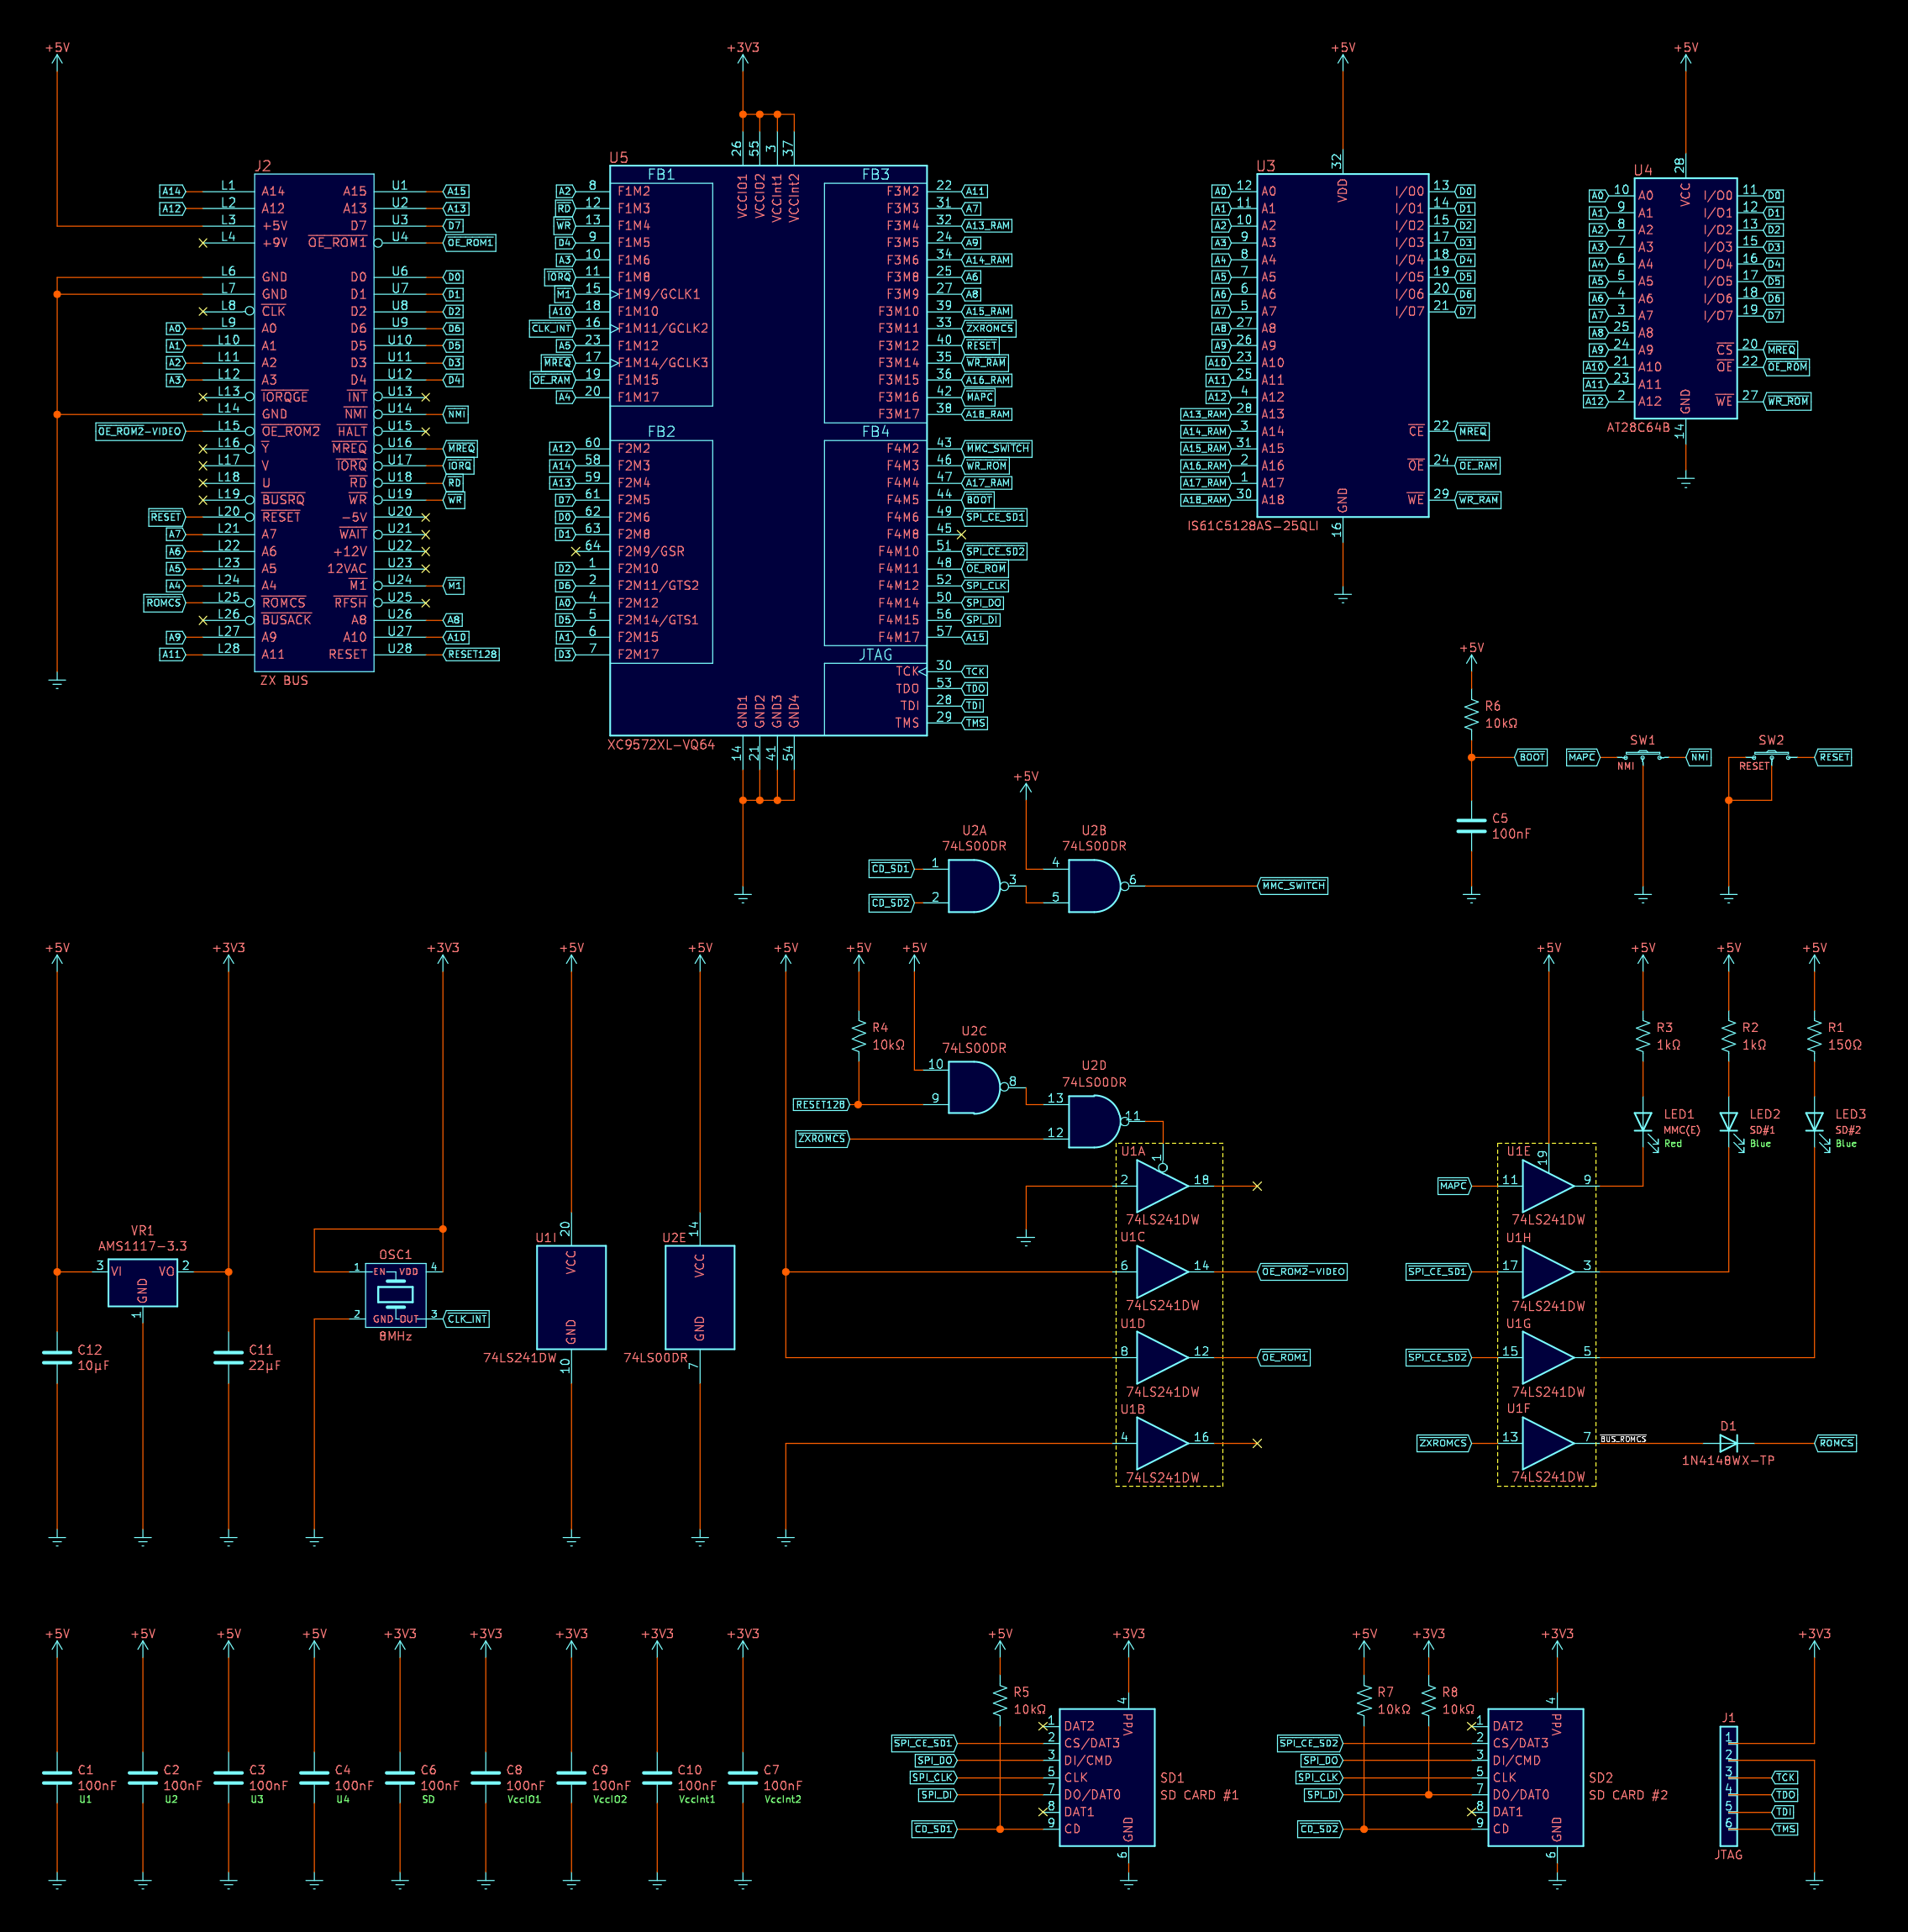 +5V
+3V3
+5V
+5V
J2
L1 A14 A15 U1
A14 A15
L2 A12 A13 U2
A12 A13
L3 +5V D7 U3
D7
L4 +9V OE_ROM1 U4
OE_ROM1
L6 GND D0 U6
D0
L7 GND D1 U7
D1
L8 CLK D2 U8
D2
A0 L9 A0 D6 U9 D6
A1 L10 A1 D5 U10 D5
A2 L11 A2 D3 U11 D3
A3 L12 A3 D4 U12 D4
L13 IORQGE INT U13
L14 GND NMI U14 NMI
OE_ROM2-VIDEO L15 OE_ROM2 HALT U15
L16 Y MREQ U16 MREQ
L17 V IORQ U17 IORQ
L18 U RD U18 RD
L19 BUSRQ WR U19 WR
RESET L20 RESET -5V U20
A7 L21 A7 WAIT U21
A6 L22 A6 +12V U22
A5 L23 A5 12VAC U23
A4 L24 A4 M1 U24 M1
ROMCS L25 ROMCS RFSH U25
L26 BUSACK A8 U26 A8
A9 L27 A9 A10 U27 A10
A11 L28 A11 RESET U28 RESET128
ZX BUS
U5
26 55 3 37
VCCIO1 VCCIO2 VCCInt1 VCCInt2
FB1 FB3
A2 8 F1M2 F3M2 22 A11
RD 12 F1M3 F3M3 31 A7
WR 13 F1M4 F3M4 32 A13_RAM
D4 9 F1M5 F3M5 24 A9
A3 10 F1M6 F3M6 34 A14_RAM
IORQ 11 F1M8 F3M8 25 A6
M1 15 F1M9/GCLK1 F3M9 27 A8
A10 18 F1M10 F3M10 39 A15_RAM
CLK_INT 16 F1M11/GCLK2 F3M11 33 ZXROMCS
A5 23 F1M12 F3M12 40 RESET
MREQ 17 F1M14/GCLK3 F3M14 35 WR_RAM
OE_RAM 19 F1M15 F3M15 36 A16_RAM
A4 20 F1M17 F3M16 42 MAPC
F3M17 38 A18_RAM
FB2 FB4
A12 60 F2M2 F4M2 43 MMC_SWITCH
A14 58 F2M3 F4M3 46 WR_ROM
A13 59 F2M4 F4M4 47 A17_RAM
D7 61 F2M5 F4M5 44 BOOT
D0 62 F2M6 F4M6 49 SPI_CE_SD1
D1 63 F2M8 F4M8 45
64 F2M9/GSR F4M10 51 SPI_CE_SD2
D2 1 F2M10 F4M11 48 OE_ROM
D6 2 F2M11/GTS2 F4M12 52 SPI_CLK
A0 4 F2M12 F4M14 50 SPI_DO
D5 5 F2M14/GTS1 F4M15 56 SPI_DI
A1 6 F2M15 F4M17 57 A15
D3 7 F2M17
JTAG
TCK 30 TCK
TDO 53 TDO
TDI 28 TDI
TMS 29 TMS
GND1 GND2 GND3 GND4
14 21 41 54
XC9572XL-VQ64
U3
32
VDD
A0 12 A0 I/O0 13 D0
A1 11 A1 I/O1 14 D1
A2 10 A2 I/O2 15 D2
A3 9 A3 I/O3 17 D3
A4 8 A4 I/O4 18 D4
A5 7 A5 I/O5 19 D5
A6 6 A6 I/O6 20 D6
A7 5 A7 I/O7 21 D7
A8 27 A8
A9 26 A9
A10 23 A10
A11 25 A11
A12 4 A12
A13_RAM 28 A13
A14_RAM 3 A14 CE 22 MREQ
A15_RAM 31 A15
A16_RAM 2 A16 OE 24 OE_RAM
A17_RAM 1 A17
A18_RAM 30 A18 WE 29 WR_RAM
GND
16
IS61C5128AS-25QLI
U4
28
VCC
A0 10 A0 I/O0 11 D0
A1 9 A1 I/O1 12 D1
A2 8 A2 I/O2 13 D2
A3 7 A3 I/O3 15 D3
A4 6 A4 I/O4 16 D4
A5 5 A5 I/O5 17 D5
A6 4 A6 I/O6 18 D6
A7 3 A7 I/O7 19 D7
A8 25 A8
A9 24 A9 CS 20 MREQ
A10 21 A10 OE 22 OE_ROM
A11 23 A11
A12 2 A12 WE 27 WR_ROM
GND
14
AT28C64B
+5V
R6
10kΩ
BOOT
C5
100nF
MAPC
SW1
NMI
NMI
SW2
RESET
RESET
+5V
U2A
74LS00DR
CD_SD1 1
CD_SD2 2
3
U2B
74LS00DR
4
5
6
MMC_SWITCH
+5V
+3V3
+3V3
+5V
+5V
+5V
+5V
+5V
+5V
+5V
+5V
+5V
VR1
AMS1117-3.3
3 VI VO 2
GND
1
C12
10µF
C11
22µF
OSC1
1 EN VDD 4
2 GND OUT 3
CLK_INT
8MHz
U1I
20
VCC
GND
10
74LS241DW
U2E
14
VCC
GND
7
74LS00DR
R4
10kΩ
U2C
74LS00DR
10
9
8
RESET128
U2D
74LS00DR
13
12
11
ZXROMCS
U1A
1
2 18
74LS241DW
U1C
6 14
OE_ROM2-VIDEO
74LS241DW
U1D
8 12
OE_ROM1
74LS241DW
U1B
4 16
74LS241DW
R3
1kΩ
R2
1kΩ
R1
150Ω
LED1
MMC(E)
Red
LED2
SD#1
Blue
LED3
SD#2
Blue
U1E
19
MAPC 11 9
74LS241DW
U1H
SPI_CE_SD1 17 3
74LS241DW
U1G
SPI_CE_SD2 15 5
74LS241DW
U1F
ZXROMCS 13 7
BUS_ROMCS
74LS241DW
D1
1N4148WX-TP
ROMCS
+5V
+5V
+5V
+5V
+3V3
+3V3
+3V3
+3V3
+3V3
C1
100nF
U1
C2
100nF
U2
C3
100nF
U3
C4
100nF
U4
C6
100nF
SD
C8
100nF
VccIO1
C9
100nF
VccIO2
C10
100nF
VccInt1
C7
100nF
VccInt2
+5V
+3V3
R5
10kΩ
4
Vdd
1 DAT2
SPI_CE_SD1 2 CS/DAT3
SPI_DO 3 DI/CMD
SPI_CLK 5 CLK
SPI_DI 7 DO/DAT0
8 DAT1
CD_SD1 9 CD
GND
6
SD1
SD CARD #1
+5V
+3V3
+3V3
R7
10kΩ
R8
10kΩ
4
Vdd
1 DAT2
SPI_CE_SD2 2 CS/DAT3
SPI_DO 3 DI/CMD
SPI_CLK 5 CLK
SPI_DI 7 DO/DAT0
8 DAT1
CD_SD2 9 CD
GND
6
SD2
SD CARD #2
+3V3
J1
1
2
3 TCK
4 TDO
5 TDI
6 TMS
JTAG